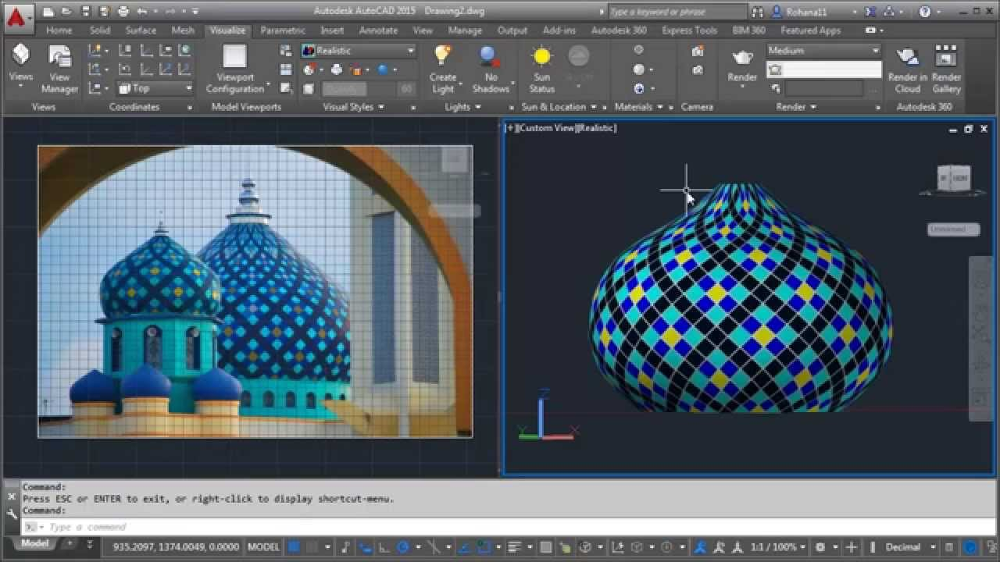 Autodesk AutoCAD 2015 Drawing2.dwg
Type a keyword or phrase
Rohana11
Home Solid Surface Mesh Visualize Parametric Insert Annotate View Manage Output Add-ins Autodesk 360 Express Tools BIM 360 Featured Apps
Realistic
Medium
Views
View Manager
Top
Viewport Configuration
60
Create Light
No Shadows
Sun Status
Render
Render in Cloud
Render Gallery
Views Coordinates Model Viewports Visual Styles Lights Sun & Location Materials Camera Render Autodesk 360
[+][Custom View][Realistic]
Unnamed
Z
Y
X
Command:
Press ESC or ENTER to exit, or right-click to display shortcut-menu.
Command:
Type a command
Model +
935.2097, 1374.0049, 0.0000 MODEL 1:1 / 100% Decimal